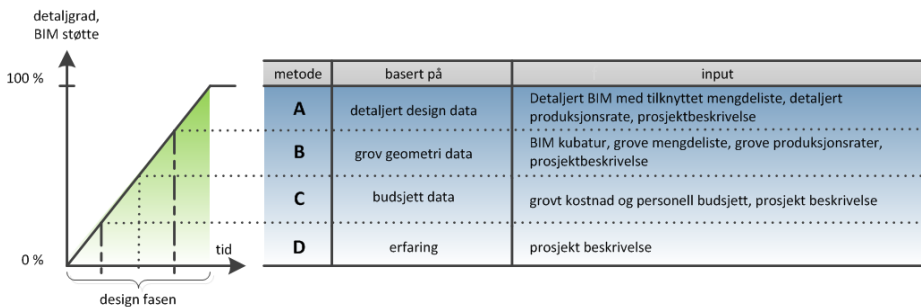 detaljgrad,
BIM støtte
100 %
0 %
tid
design fasen
metode basert på input
A detaljert design data Detaljert BIM med tilknyttet mengdeliste, detaljert
produksjonsrate, prosjektbeskrivelse
B grov geometri data BIM kubatur, grove mengdeliste, grove produksjonsrater,
prosjektbeskrivelse
C budsjett data grovt kostnad og personell budsjett, prosjekt beskrivelse
D erfaring prosjekt beskrivelse